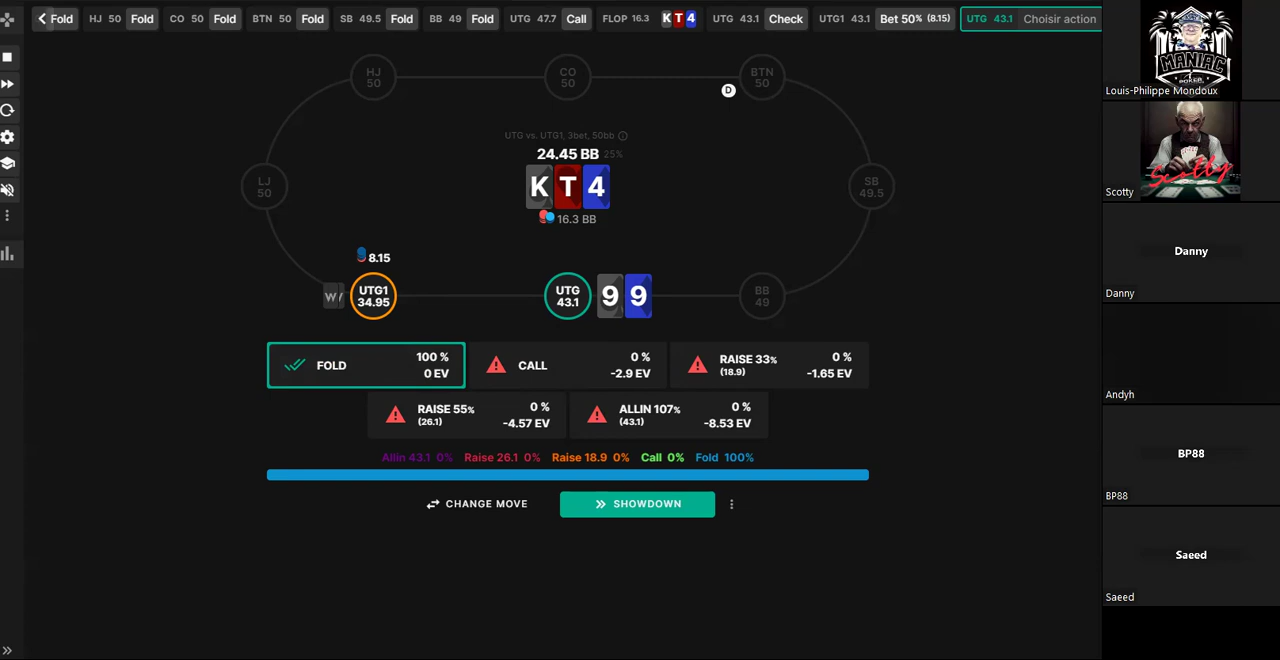 Fold HJ 50 Fold CO 50 Fold BTN 50 Fold SB 49.5 Fold BB 49 Fold UTG 47.7 Call FLOP 16.3 K T 4 UTG 43.1 Check UTG1 43.1 Bet 50% (8.15) UTG 43.1 Choisir action
HJ
50
CO
50
BTN
50
D
UTG vs. UTG1, 3bet, 50bb
24.45 BB 25%
K T 4
16.3 BB
LJ
50
SB
49.5
8.15
UTG1
34.95
UTG
43.1
9 9
BB
49
FOLD 100 %
0 EV
CALL 0 %
-2.9 EV
RAISE 33% 0 %
(18.9) -1.65 EV
RAISE 55% 0 %
(26.1) -4.57 EV
ALLIN 107% 0 %
(43.1) -8.53 EV
Allin 43.1 0% Raise 26.1 0% Raise 18.9 0% Call 0% Fold 100%
CHANGE MOVE SHOWDOWN
MANIAC
POKER
Louis-Philippe Mondoux
Scotty
Scotty
Danny
Danny
Andyh
BP88
BP88
Saeed
Saeed